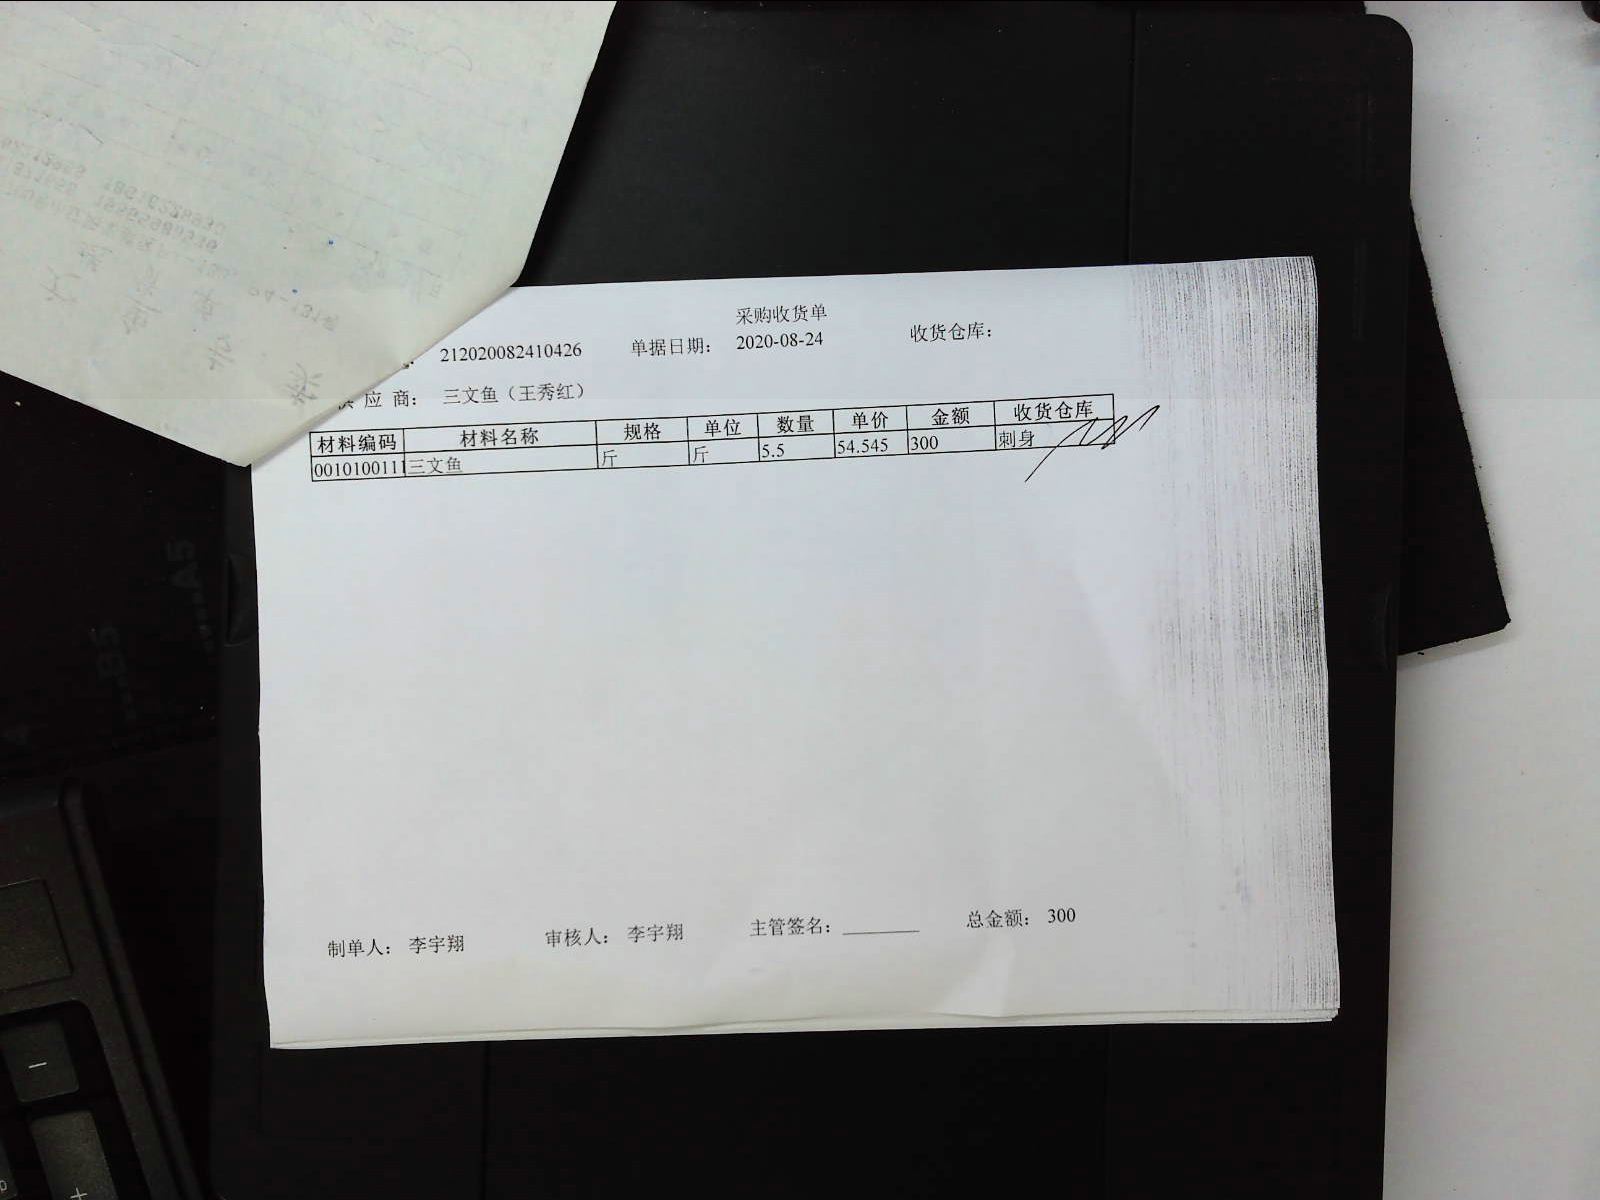 采购收货单
212020082410426 单据日期： 2020-08-24 收货仓库：
供 应 商： 三文鱼（王秀红）
材料编码 材料名称 规格 单位 数量 单价 金额 收货仓库
0010100111 三文鱼 斤 斤 5.5 54.545 300 刺身
制单人： 李宇翔 审核人： 李宇翔 主管签名： 总金额： 300